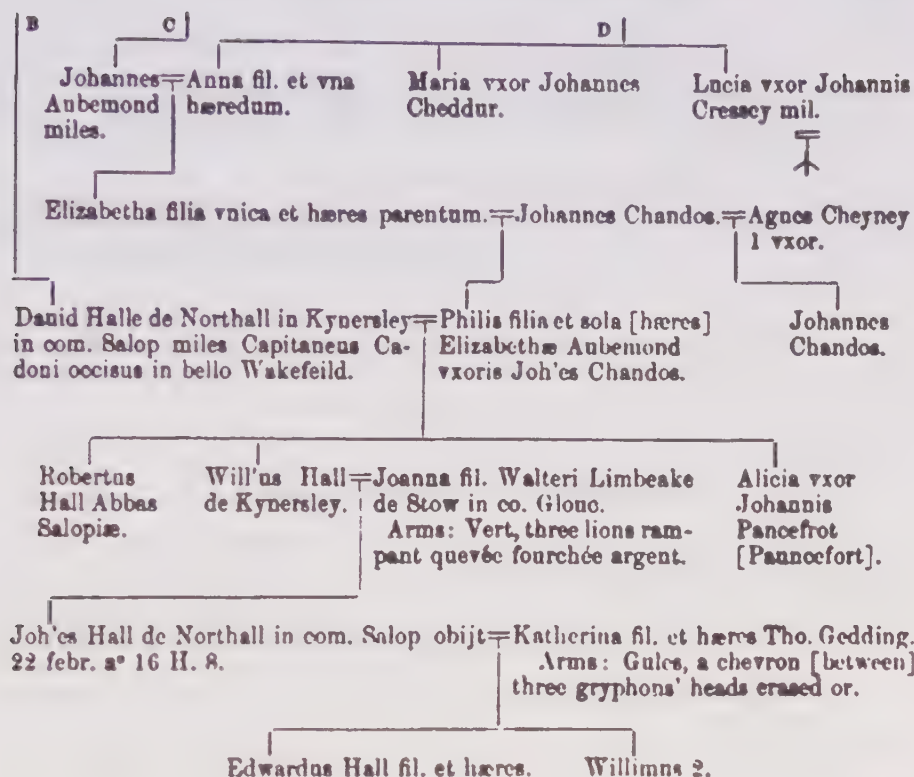 B
C
D
Johannes Anna fil. et vna
Aubemond hæredum.
miles.
Maria vxor Johannes
Cheddur.
Lucia vxor Johannis
Cressey mil.
Elizabetha filia vnica et hæres parentum. Johannes Chandos. Agnes Cheyney
1 vxor.
Dauid Halle de Northall in Kynersley
in com. Salop miles Capitaneus Ca-
doni occisus in bello Wakefeild.
Philis filia et sola [hæres]
Elizabethæ Aubemond
vxoris Joh'es Chandos.
Johannes
Chandos.
Robertus
Hall Abbas
Salopiæ.
Will'us Hall
de Kynersley.
Joanna fil. Walteri Limbeake
de Stow in co. Glouc.
Arms: Vert, three lions ram-
pant quevée fourchée argent.
Alicia vxor
Johannis
Pancefrot
[Pauncefort].
Joh'es Hall de Northall in com. Salop obijt
22 febr. aº 16 H. 8.
Katherina fil. et hæres Tho. Gedding.
Arms: Gules, a chevron [between]
three gryphons' heads erased or.
Edwardus Hall fil. et hæres. Willimus 2.